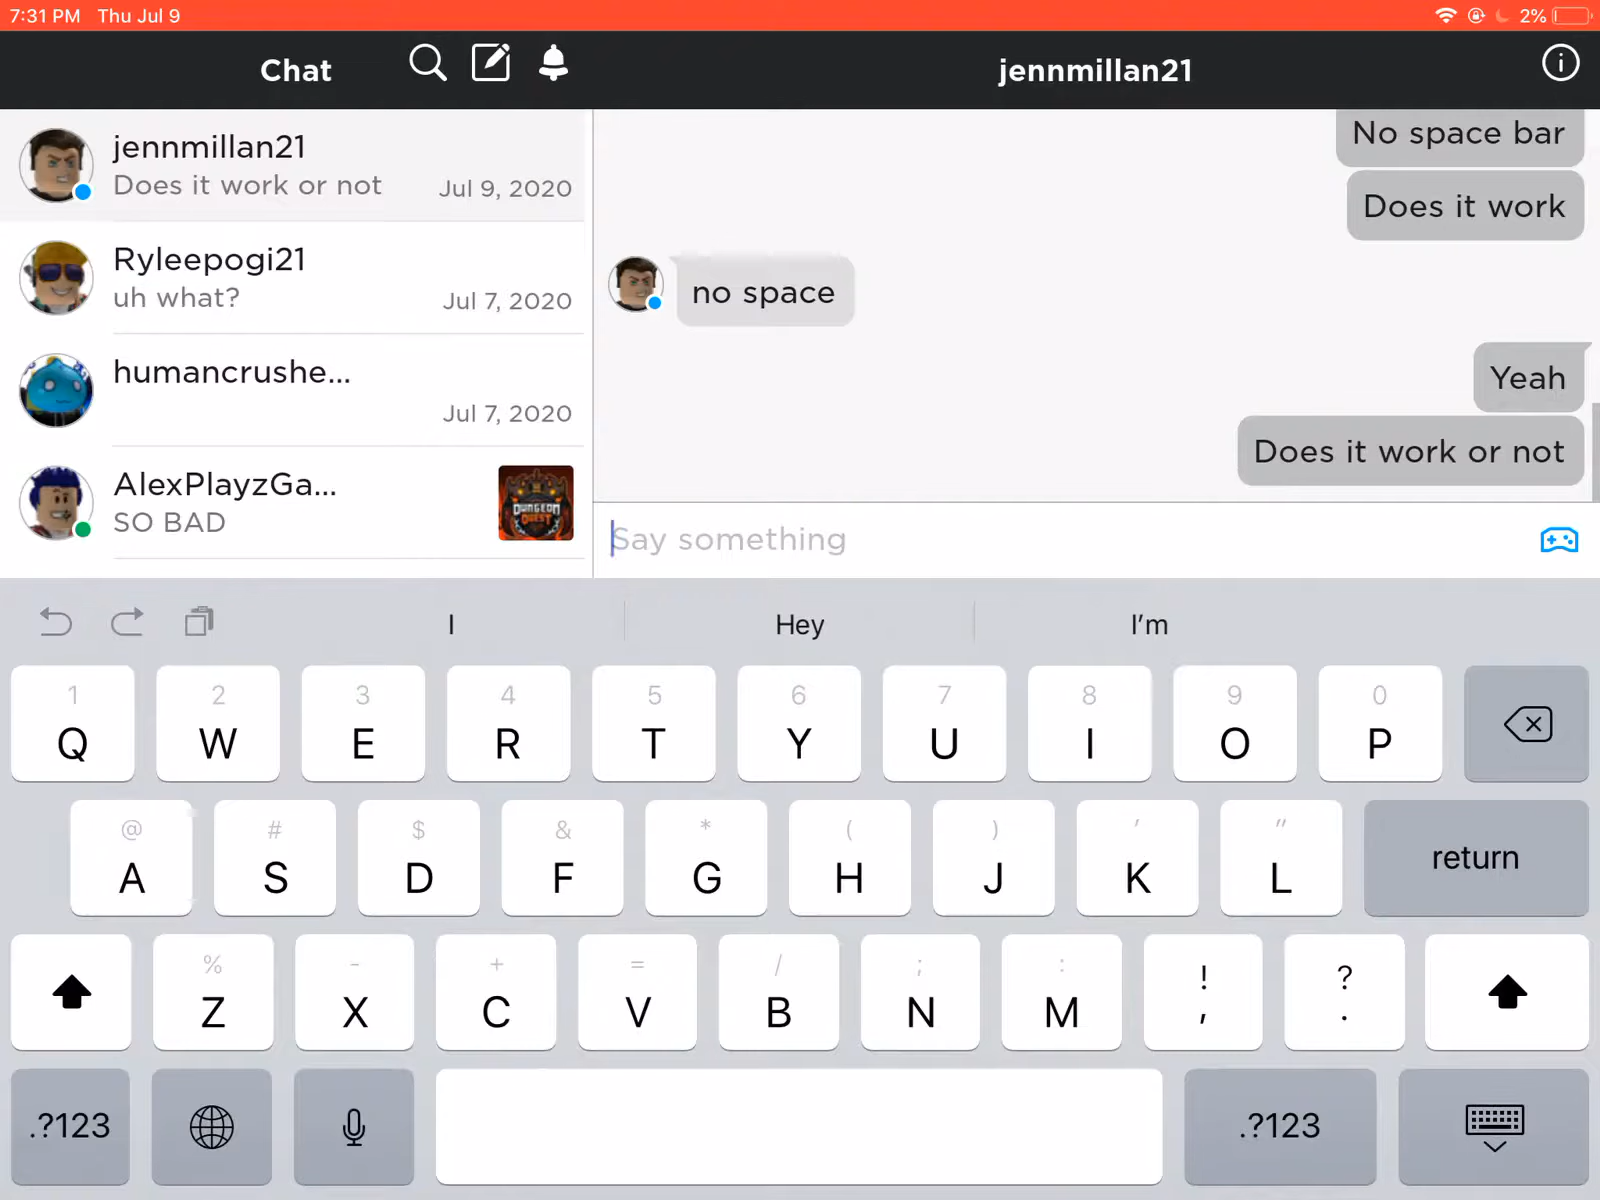 7:31 PM Thu Jul 9
2%
Chat
jennmillan21
jennmillan21
Does it work or not
Jul 9, 2020
Ryleepogi21
uh what?
Jul 7, 2020
humancrushe...
Jul 7, 2020
AlexPlayzGa...
SO BAD
DUNGEON
QUEST
No space bar
Does it work
no space
Yeah
Does it work or not
Say something
I
Hey
I'm
1 2 3 4 5 6 7 8 9 0
Q W E R T Y U I O P
@ # $ & * ( ) ' "
A S D F G H J K L
return
% - + = / ; : ! ?
Z X C V B N M , .
.?123
.?123